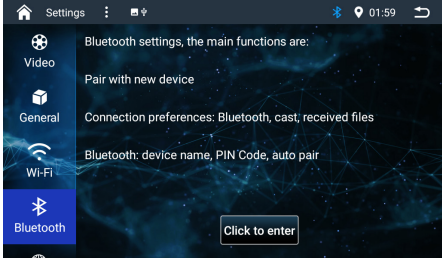 Settings
01:59
Video
General
Wi-Fi
Bluetooth
Bluetooth settings, the main functions are:
Pair with new device
Connection preferences: Bluetooth, cast, received files
Bluetooth: device name, PIN Code, auto pair
Click to enter